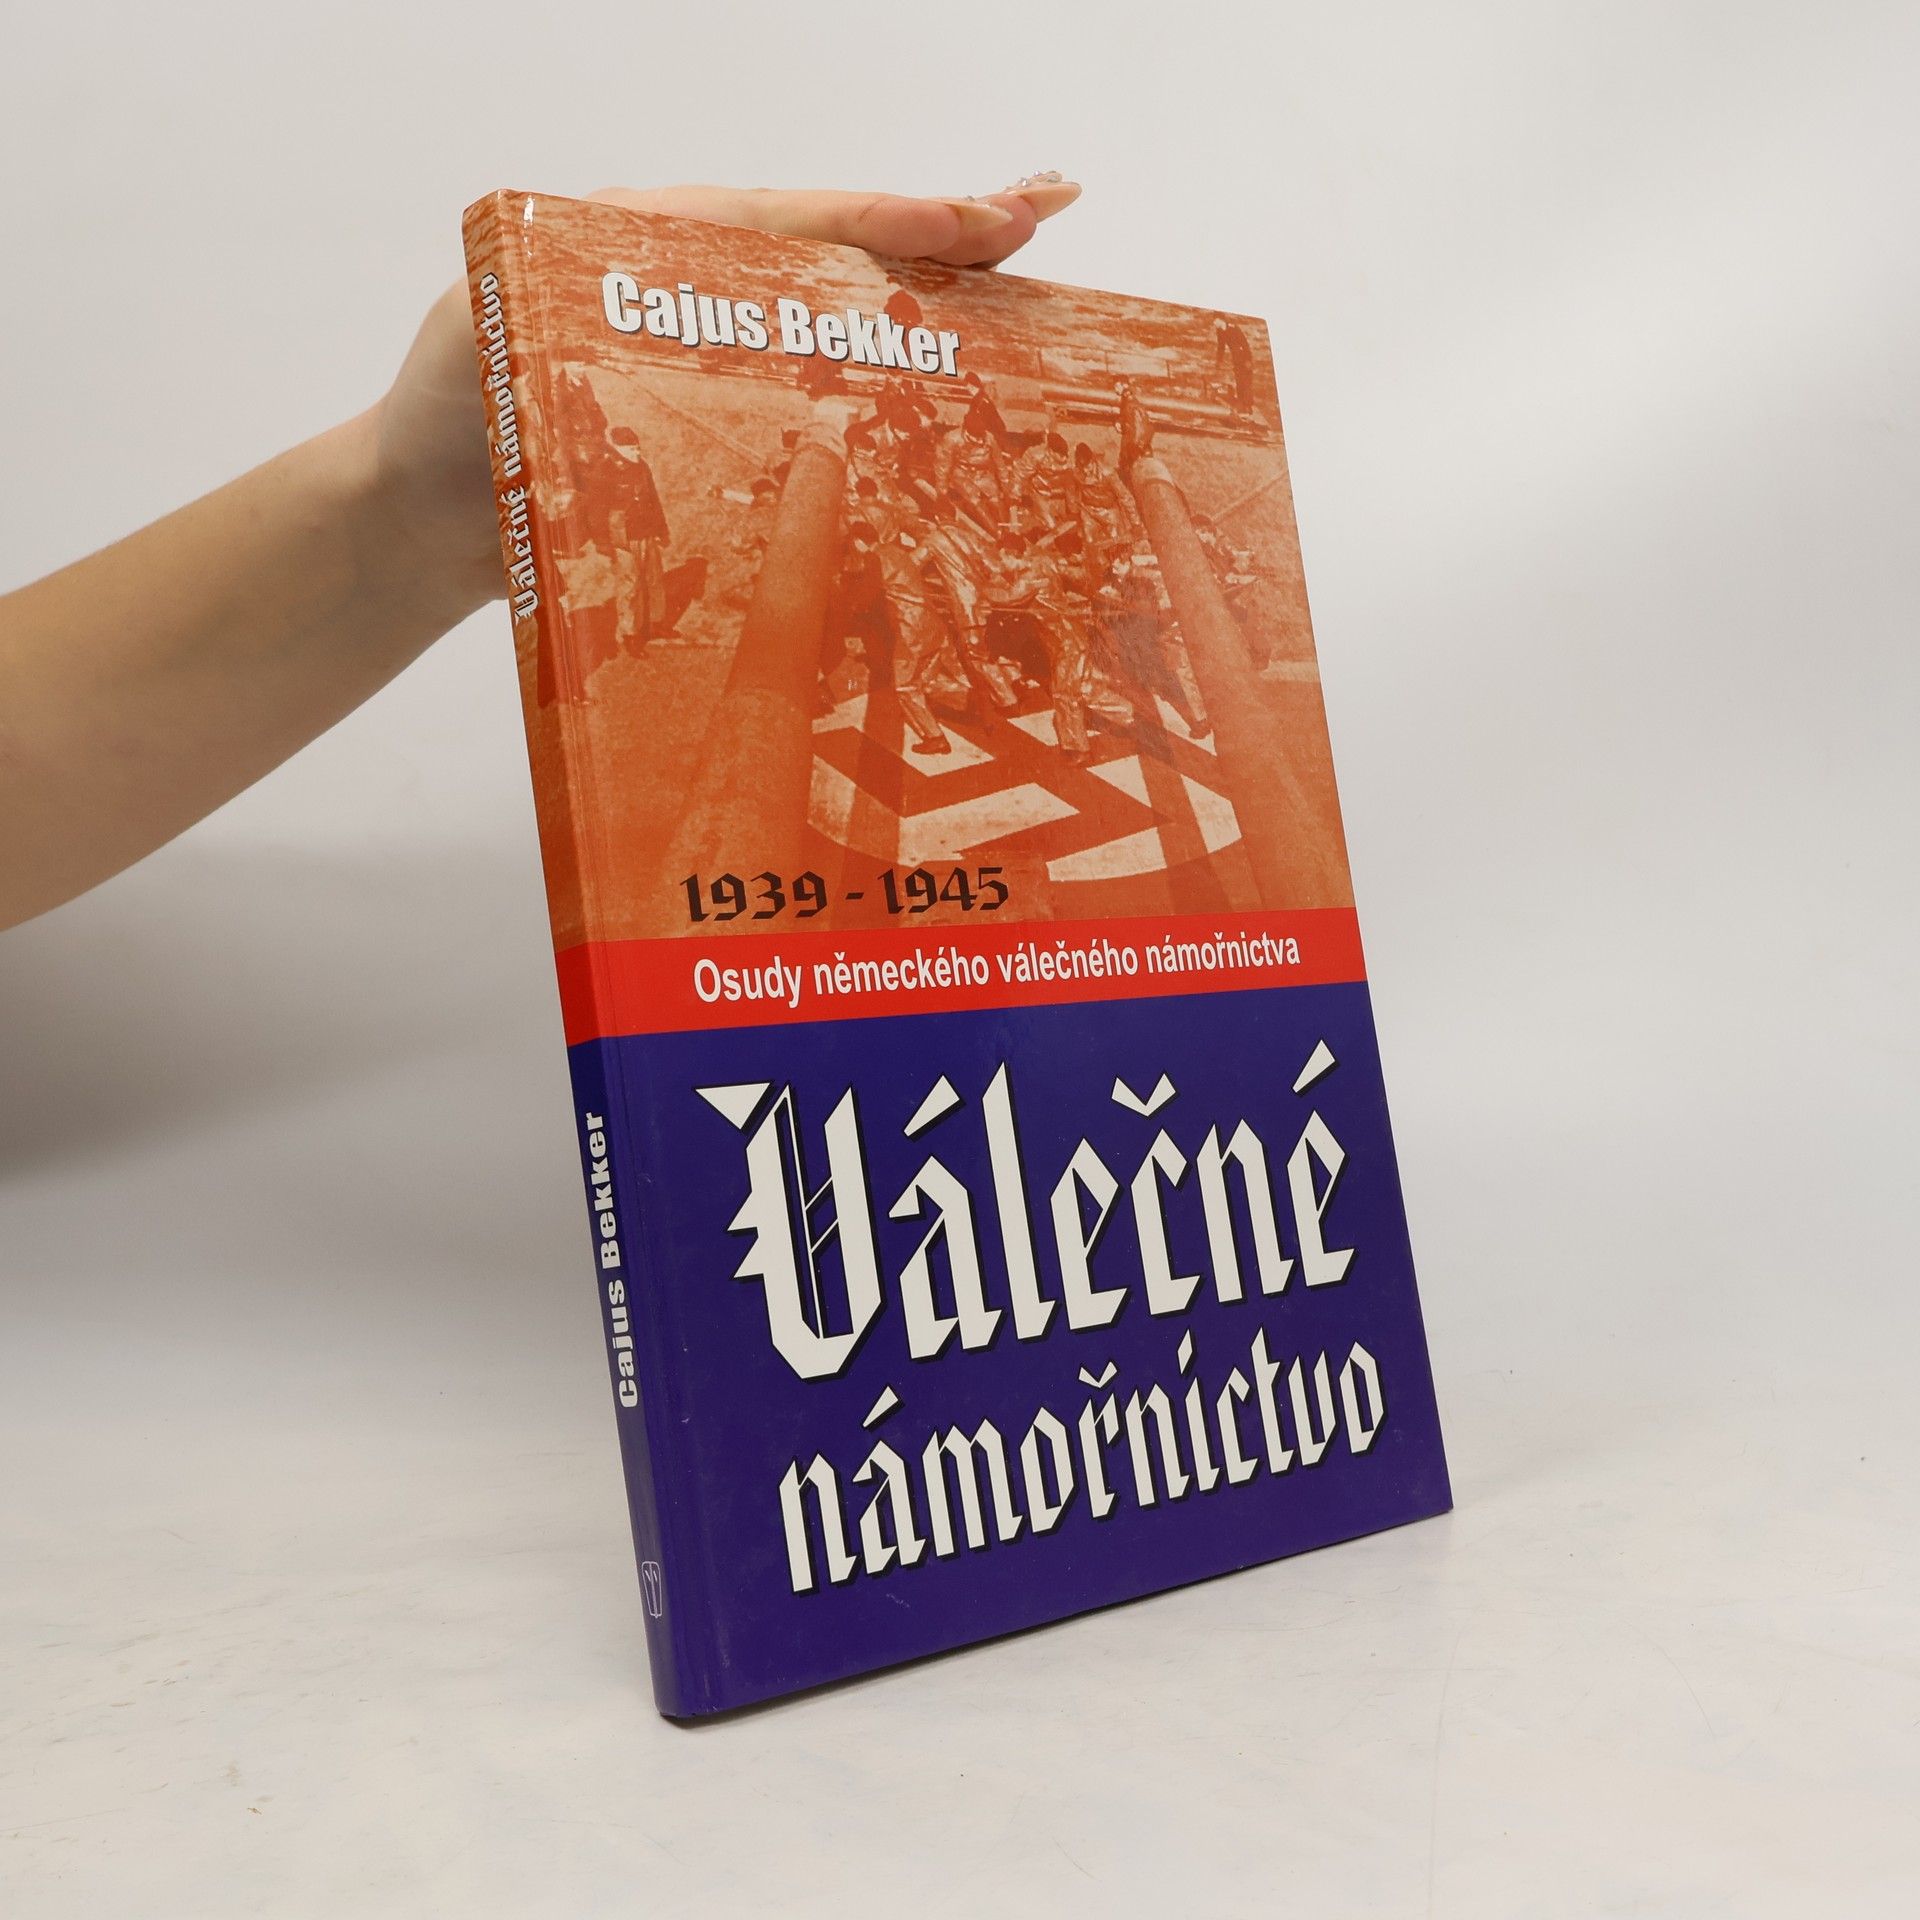 Cajus Bekker
1939 - 1945
Osudy německého válečného námořnictva
Válečné
námořnictvo
Válečné námořnictvo
Cajus Bekker